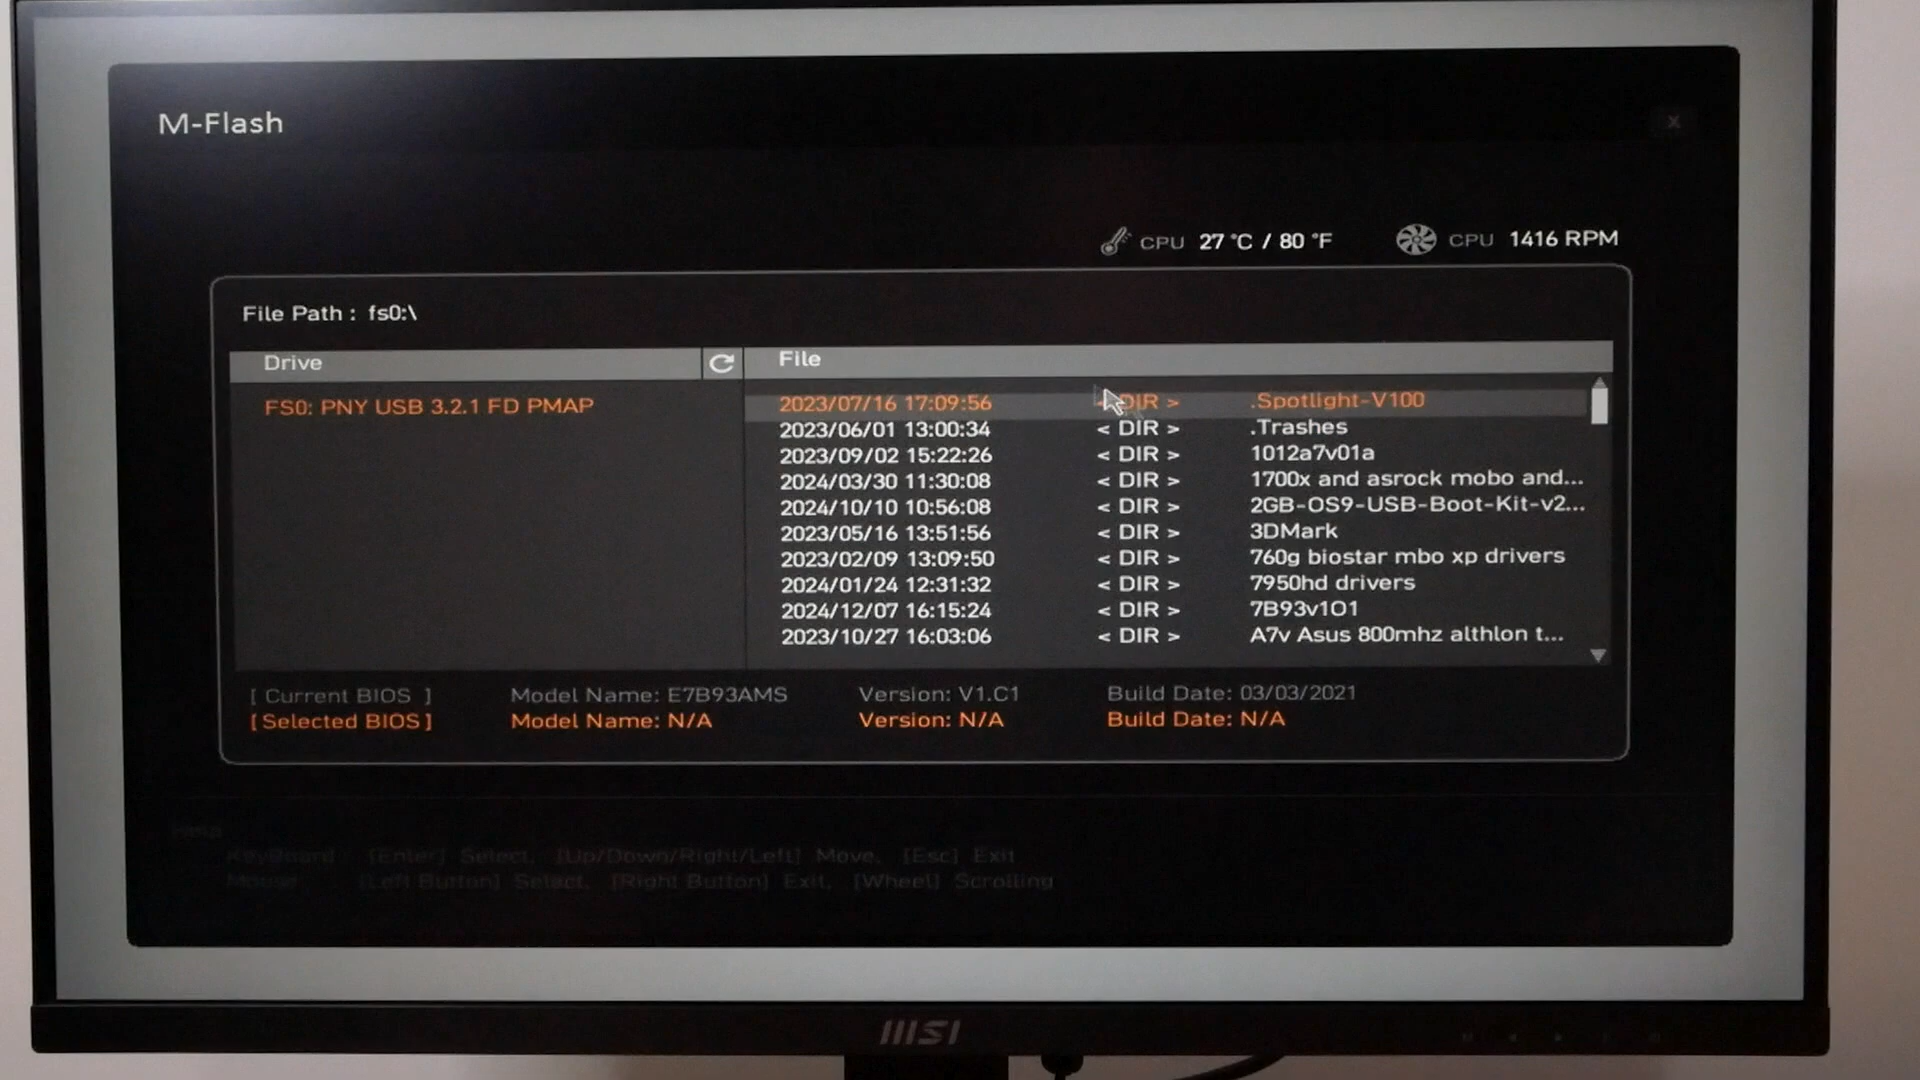 M-Flash
x
CPU 27 °C / 80 °F
CPU 1416 RPM
File Path : fs0:\
Drive
File
FS0: PNY USB 3.2.1 FD PMAP
2023/07/16 17:09:56 < DIR > .Spotlight-V100
2023/06/01 13:00:34 < DIR > .Trashes
2023/09/02 15:22:26 < DIR > 1012a7v01a
2024/03/30 11:30:08 < DIR > 1700x and asrock mobo and...
2024/10/10 10:56:08 < DIR > 2GB-OS9-USB-Boot-Kit-v2...
2023/05/16 13:51:56 < DIR > 3DMark
2023/02/09 13:09:50 < DIR > 760g biostar mbo xp drivers
2024/01/24 12:31:32 < DIR > 7950hd drivers
2024/12/07 16:15:24 < DIR > 7B93v1O1
2023/10/27 16:03:06 < DIR > A7v Asus 800mhz althlon t...
[ Current BIOS ] Model Name: E7B93AMS Version: V1.C1 Build Date: 03/03/2021
[ Selected BIOS ] Model Name: N/A Version: N/A Build Date: N/A
KeyBoard : [Enter] Select, [Up/Down/Right/Left] Move, [Esc] Exit
Mouse : [Left Button] Select, [Right Button] Exit, [Wheel] Scrolling
msi